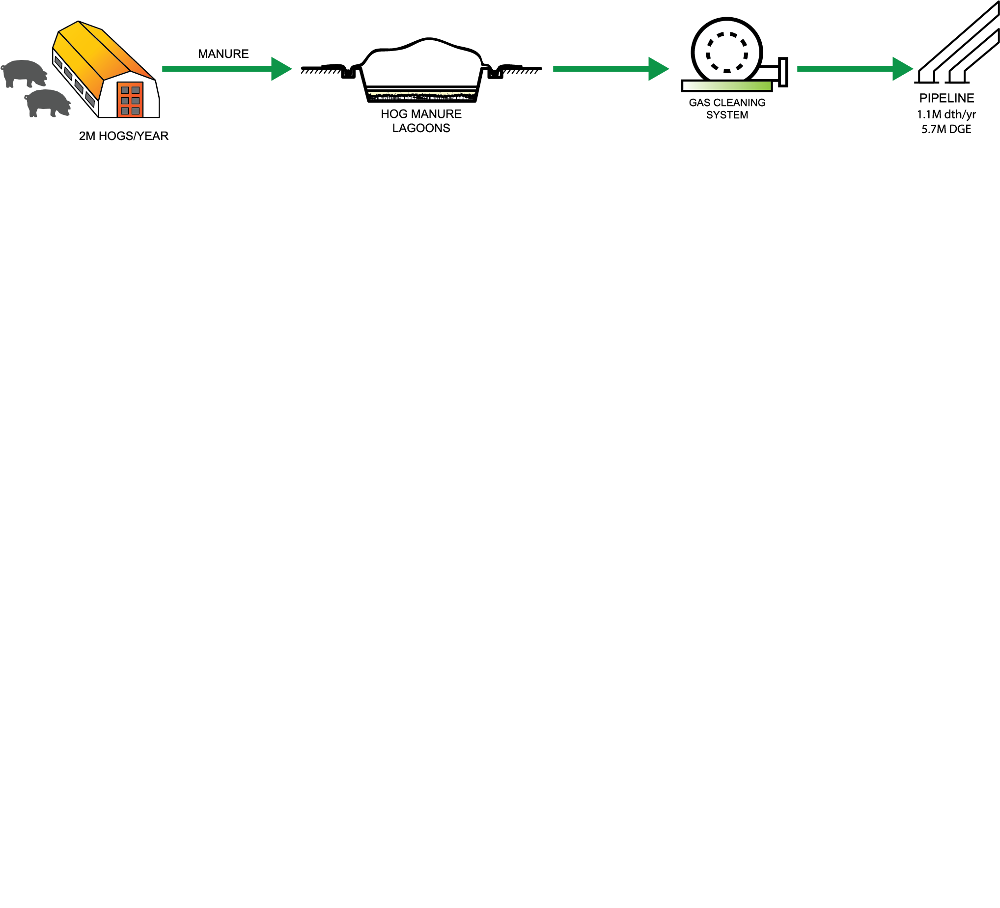 MANURE
2M HOGS/YEAR
HOG MANURE
LAGOONS
GAS CLEANING
SYSTEM
PIPELINE
1.1M dth/yr
5.7M DGE